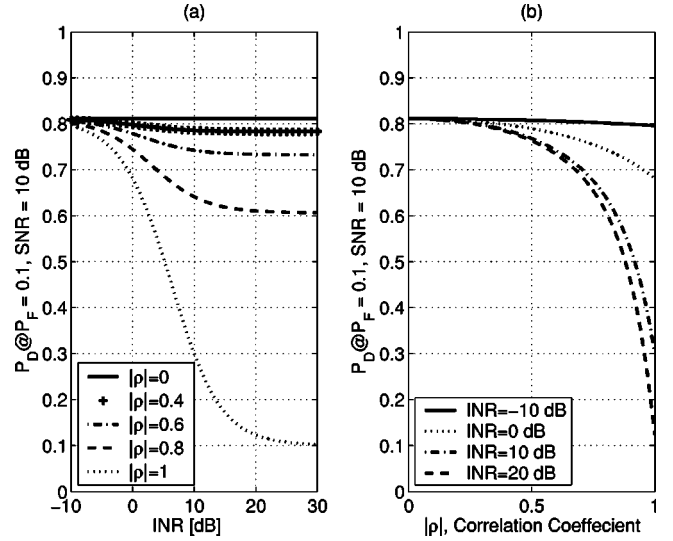 (a)
P_D@P_F = 0.1, SNR = 10 dB
1
0.9
0.8
0.7
0.6
0.5
0.4
0.3
0.2
0.1
0
|ρ|=0
|ρ|=0.4
|ρ|=0.6
|ρ|=0.8
|ρ|=1
-10
0
10
20
30
INR [dB]
(b)
P_D@P_F = 0.1, SNR = 10 dB
1
0.9
0.8
0.7
0.6
0.5
0.4
0.3
0.2
0.1
0
INR=-10 dB
INR=0 dB
INR=10 dB
INR=20 dB
0
0.5
1
|ρ|, Correlation Coeffecient